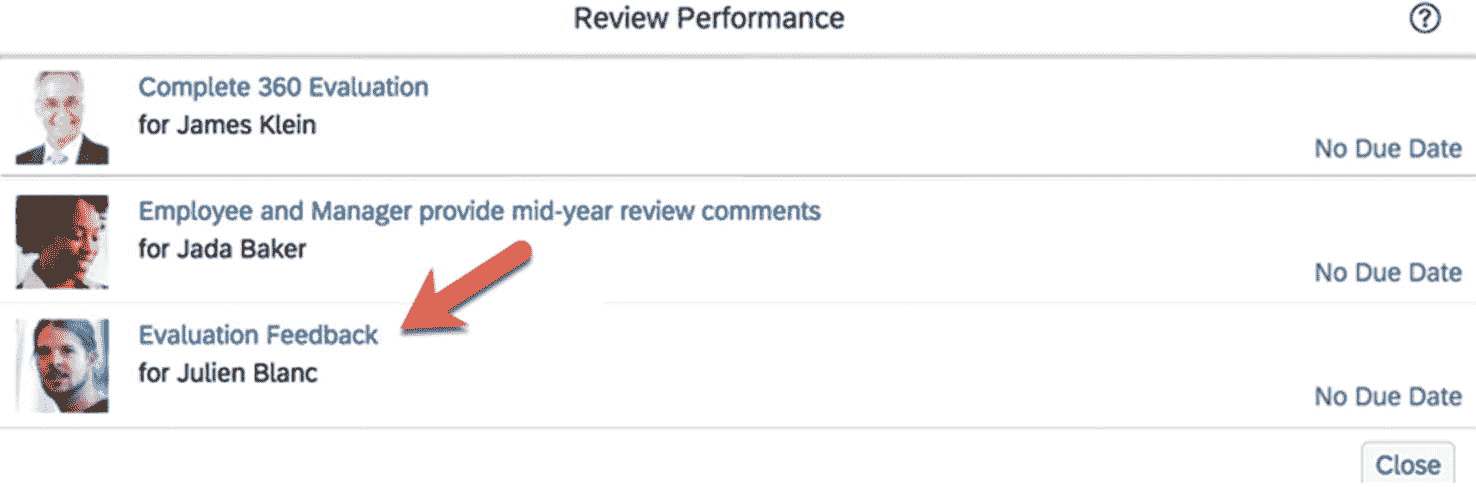 Review Performance
?
Complete 360 Evaluation
for James Klein
No Due Date
Employee and Manager provide mid-year review comments
for Jada Baker
No Due Date
Evaluation Feedback
for Julien Blanc
No Due Date
Close